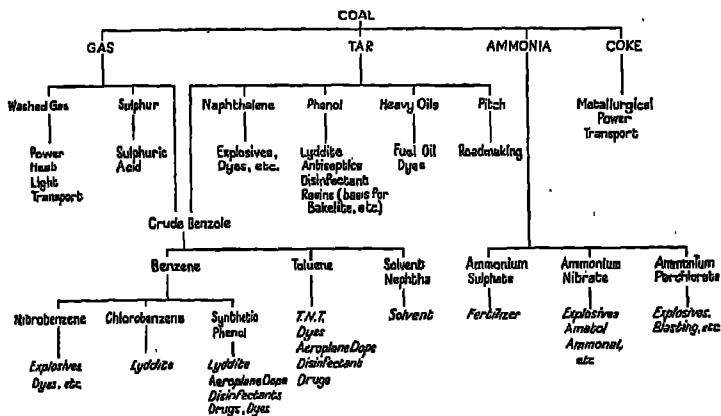 COAL
GAS TAR AMMONIA COKE
Washed Gas Sulphur Naphthalene Phenol Heavy Oils Pitch Metallurgical
Power
Transport
Power
Heat
Light
Transport
Sulphuric
Acid
Explosives,
Dyes, etc.
Lyddite
Antiseptics
Disinfectant
Resins (basis for
Bakelite, etc)
Fuel Oil
Dyes
Roadmaking
Crude Benzole
Benzene Toluene Solvent
Nephtha
Ammonium
Sulphate
Ammonium
Nitrate
Ammonium
Perchlorate
Nitrobenzene Chlorobenzene Synthetic
Phenol
T.N.T.
Dyes
Aeroplane Dope
Disinfectant
Drugs
Solvent
Fertilizer
Explosives
Amatol
Ammonal,
etc
Explosives,
Blasting, etc
Explosives
Dyes, etc
Lyddite
Lyddite
Aeroplane Dope
Disinfectants
Drugs, Dyes